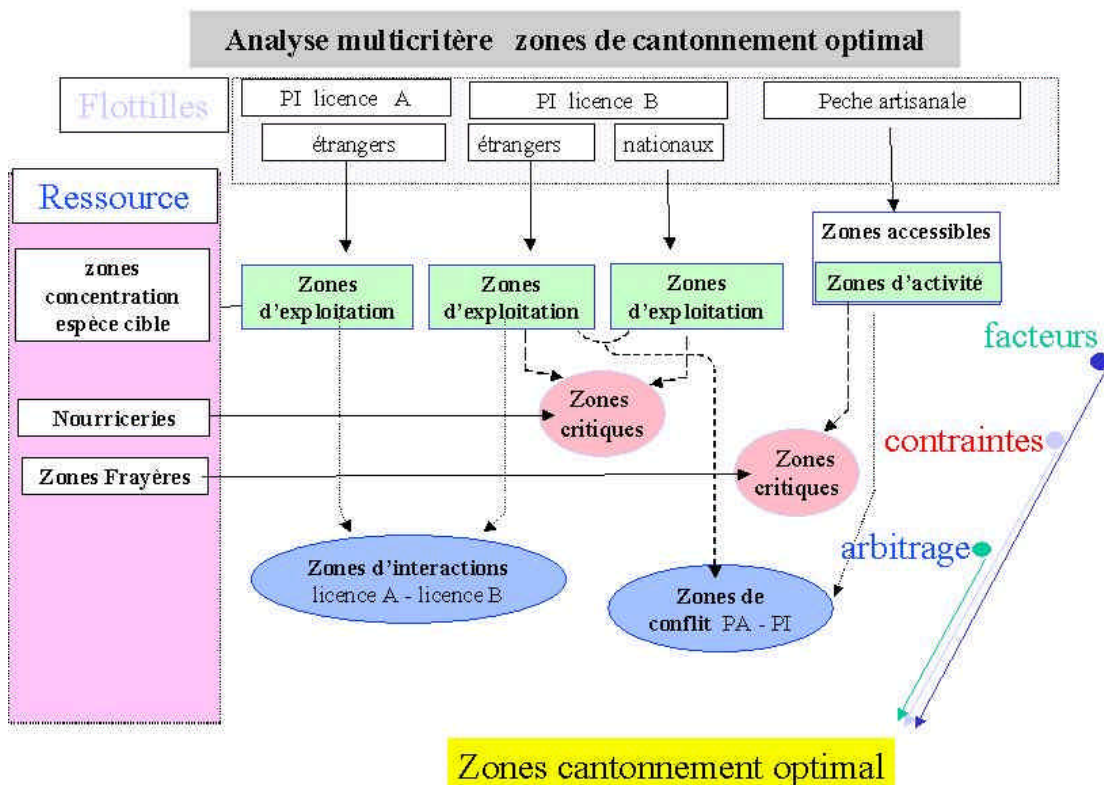 Analyse multicritère zones de cantonnement optimal
Flottilles
PI licence A
PI licence B
Peche artisanale
étrangers
étrangers
nationaux
Ressource
zones
concentration
espèce cible
Zones
d'exploitation
Zones
d'exploitation
Zones
d'exploitation
Zones accessibles
Zones d'activité
facteurs
Nourriceries
Zones
critiques
contraintes
Zones Frayères
Zones
critiques
arbitrage
Zones d'interactions
licence A - licence B
Zones de
conflit PA - PI
Zones cantonnement optimal